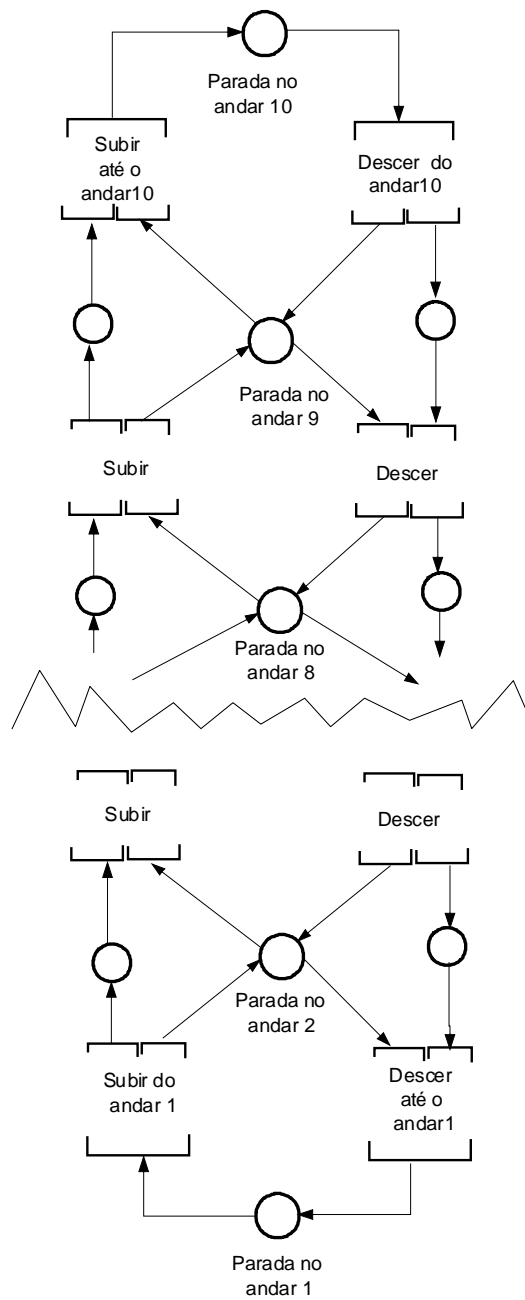 Parada no
andar 10
Subir
até o
andar10
Descer do
andar10
Parada no
andar 9
Subir
Descer
Parada no
andar 8
Subir
Descer
Parada no
andar 2
Subir do
andar 1
Descer
até o
andar1
Parada no
andar 1